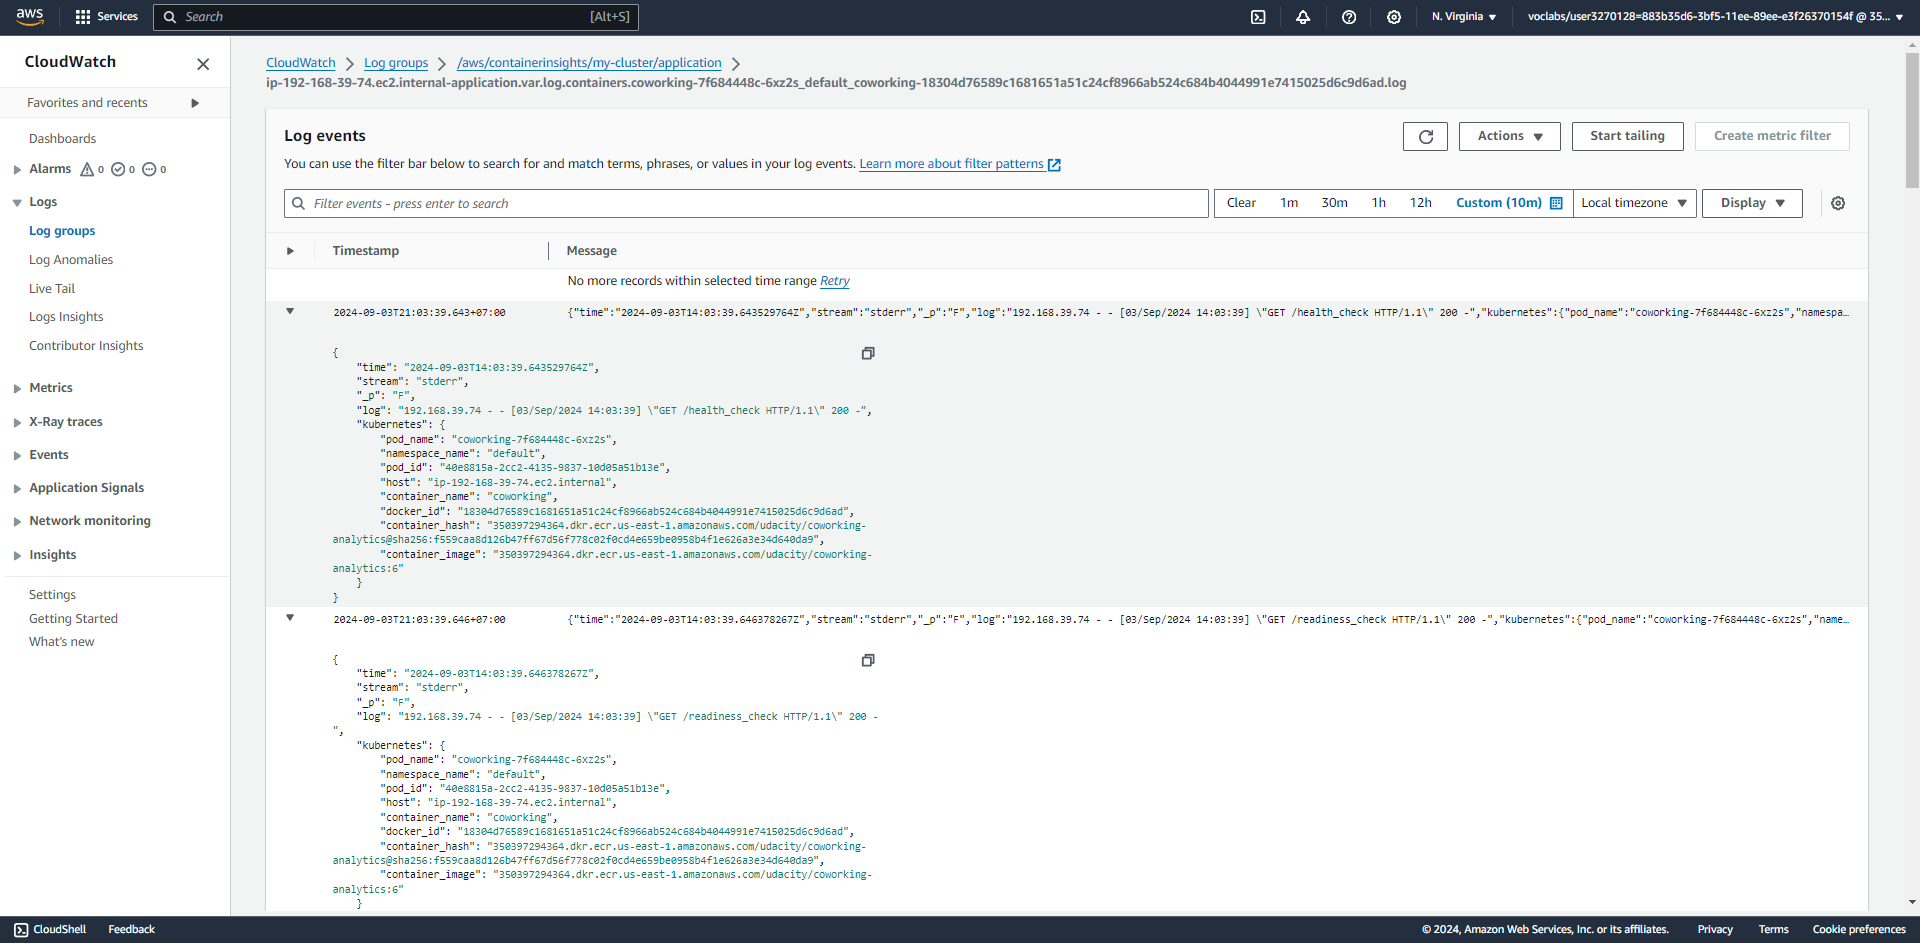 aws Services Search [Alt+S] N. Virginia voclabs/user3270128=883b35d6-3bf5-11ee-89ee-e3f26370154f @ 35...
CloudWatch
Favorites and recents
Dashboards
Alarms 0 0 0
Logs
Log groups
Log Anomalies
Live Tail
Logs Insights
Contributor Insights
Metrics
X-Ray traces
Events
Application Signals
Network monitoring
Insights
Settings
Getting Started
What's new
CloudWatch Log groups /aws/containerinsights/my-cluster/application
ip-192-168-39-74.ec2.internal-application.var.log.containers.coworking-7f684448c-6xz2s_default_coworking-18304d76589c1681651a51c24cf8966ab524c684b4044991e7415025d6c9d6ad.log
Log events
Actions Start tailing Create metric filter
You can use the filter bar below to search for and match terms, phrases, or values in your log events. Learn more about filter patterns
Filter events - press enter to search
Clear 1m 30m 1h 12h Custom (10m) Local timezone Display
Timestamp Message
No more records within selected time range Retry
2024-09-03T21:03:39.643+07:00 {"time":"2024-09-03T14:03:39.643529764Z","stream":"stderr","_p":"F","log":"192.168.39.74 - - [03/Sep/2024 14:03:39] \"GET /health_check HTTP/1.1\" 200 -","kubernetes":{"pod_name":"coworking-7f684448c-6xz2s","namespa...
{
"time": "2024-09-03T14:03:39.643529764Z",
"stream": "stderr",
"_p": "F",
"log": "192.168.39.74 - - [03/Sep/2024 14:03:39] \"GET /health_check HTTP/1.1\" 200 -",
"kubernetes": {
"pod_name": "coworking-7f684448c-6xz2s",
"namespace_name": "default",
"pod_id": "40e8815a-2cc2-4135-9837-10d05a51b13e",
"host": "ip-192-168-39-74.ec2.internal",
"container_name": "coworking",
"docker_id": "18304d76589c1681651a51c24cf8966ab524c684b4044991e7415025d6c9d6ad",
"container_hash": "350397294364.dkr.ecr.us-east-1.amazonaws.com/udacity/coworking-
analytics@sha256:f559caa8d126b47ff67d56f778c02f0cd4e659be0958b4f1e626a3e34d640da9",
"container_image": "350397294364.dkr.ecr.us-east-1.amazonaws.com/udacity/coworking-
analytics:6"
}
}
2024-09-03T21:03:39.646+07:00 {"time":"2024-09-03T14:03:39.646378267Z","stream":"stderr","_p":"F","log":"192.168.39.74 - - [03/Sep/2024 14:03:39] \"GET /readiness_check HTTP/1.1\" 200 -","kubernetes":{"pod_name":"coworking-7f684448c-6xz2s","name...
{
"time": "2024-09-03T14:03:39.646378267Z",
"stream": "stderr",
"_p": "F",
"log": "192.168.39.74 - - [03/Sep/2024 14:03:39] \"GET /readiness_check HTTP/1.1\" 200 -
",
"kubernetes": {
"pod_name": "coworking-7f684448c-6xz2s",
"namespace_name": "default",
"pod_id": "40e8815a-2cc2-4135-9837-10d05a51b13e",
"host": "ip-192-168-39-74.ec2.internal",
"container_name": "coworking",
"docker_id": "18304d76589c1681651a51c24cf8966ab524c684b4044991e7415025d6c9d6ad",
"container_hash": "350397294364.dkr.ecr.us-east-1.amazonaws.com/udacity/coworking-
analytics@sha256:f559caa8d126b47ff67d56f778c02f0cd4e659be0958b4f1e626a3e34d640da9",
"container_image": "350397294364.dkr.ecr.us-east-1.amazonaws.com/udacity/coworking-
analytics:6"
}
CloudShell Feedback © 2024, Amazon Web Services, Inc. or its affiliates. Privacy Terms Cookie preferences